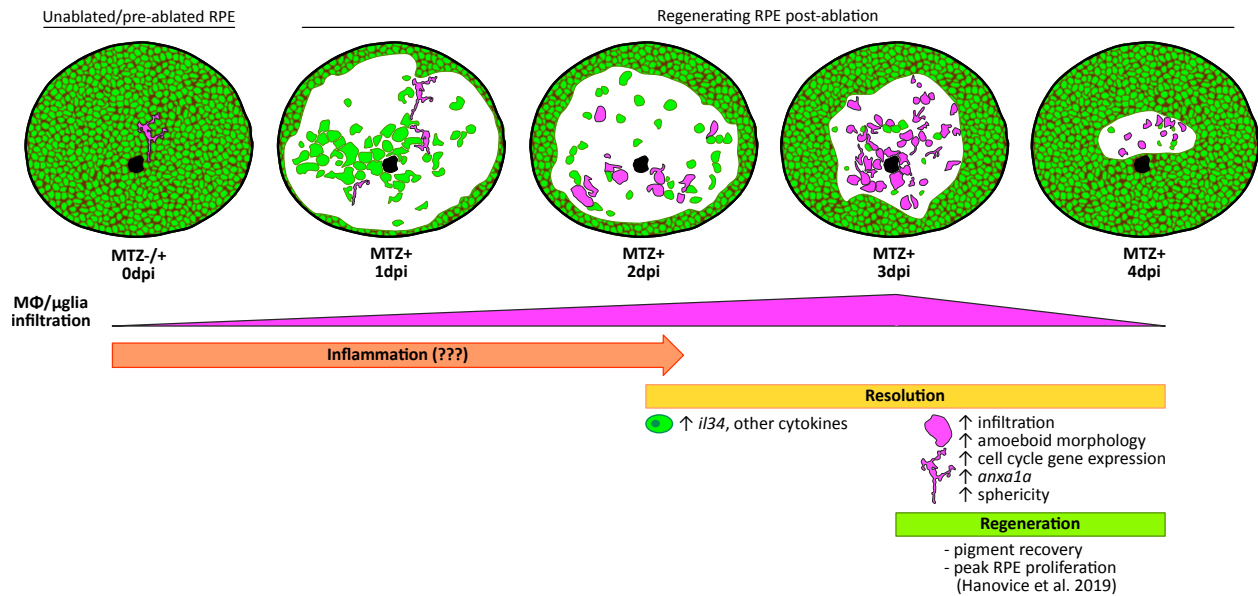 Unablated/pre-ablated RPE
Regenerating RPE post-ablation
MTZ-/+
0dpi
MTZ+
1dpi
MTZ+
2dpi
MTZ+
3dpi
MTZ+
4dpi
MΦ/μglia
infiltration
Inflammation (???)
Resolution
↑ il34, other cytokines
↑ infiltration
↑ amoeboid morphology
↑ cell cycle gene expression
↑ anxa1a
↑ sphericity
Regeneration
- pigment recovery
- peak RPE proliferation
(Hanovice et al. 2019)